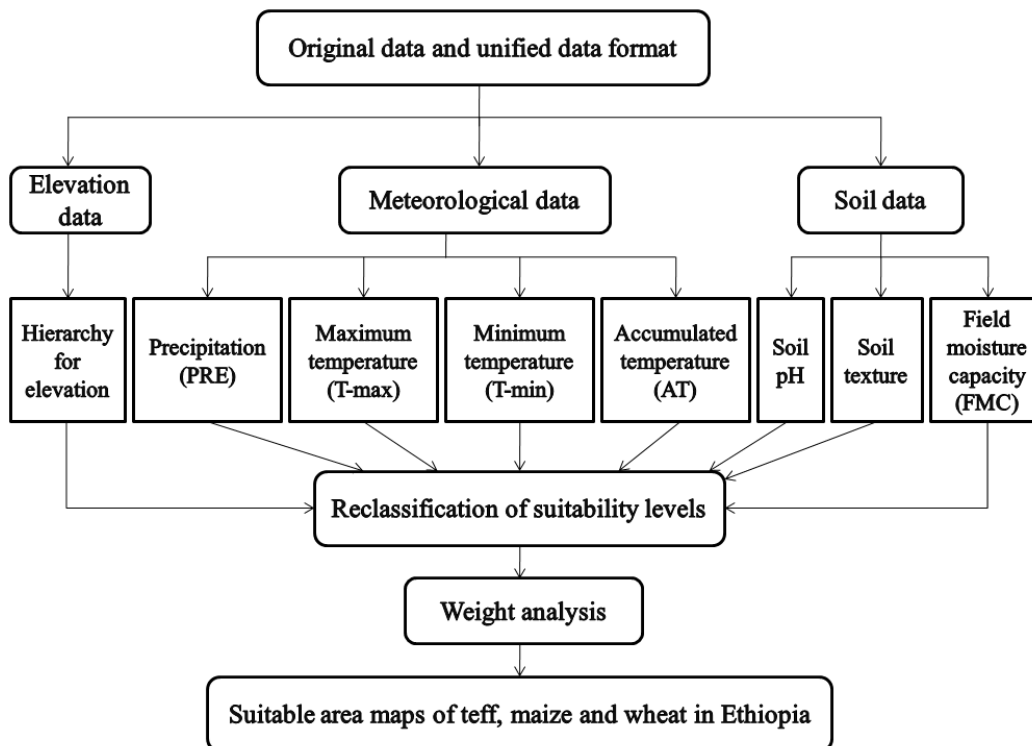 Original data and unified data format
Elevation
data
Meteorological data
Soil data
Hierarchy
for
elevation
Precipitation
(PRE)
Maximum
temperature
(T-max)
Minimum
temperature
(T-min)
Accumulated
temperature
(AT)
Soil
pH
Soil
texture
Field
moisture
capacity
(FMC)
Reclassification of suitability levels
Weight analysis
Suitable area maps of teff, maize and wheat in Ethiopia